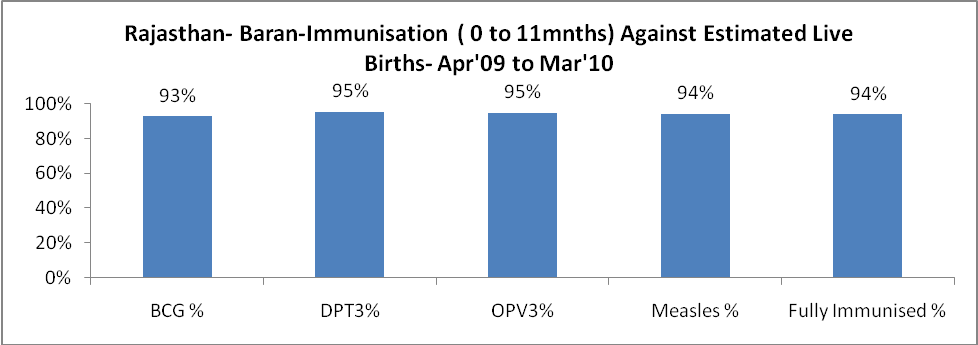 Rajasthan- Baran-Immunisation ( 0 to 11mnths) Against Estimated Live
Births- Apr'09 to Mar'10
93%
95%
95%
94%
94%
100%
80%
60%
40%
20%
0%
BCG %
DPT3%
OPV3%
Measles %
Fully Immunised %